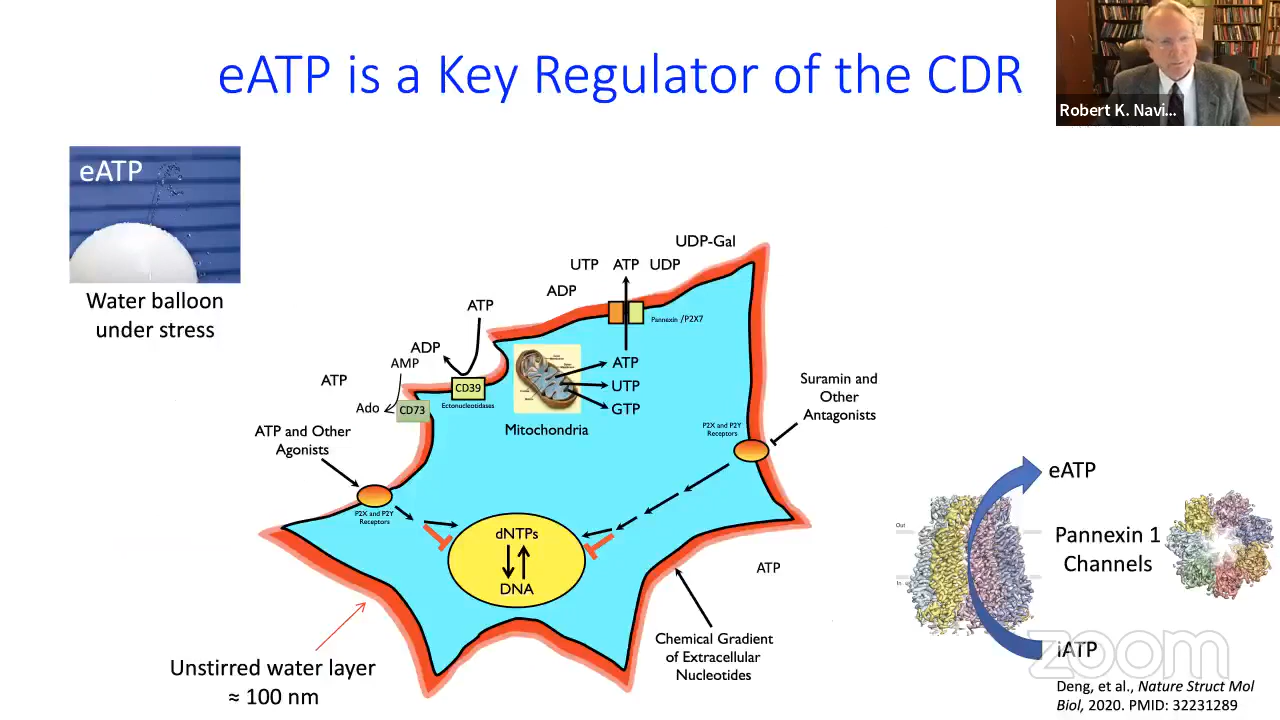 eATP is a Key Regulator of the CDR
Robert K. Navi...
eATP
Water balloon
under stress
UDP-Gal
UTP ATP UDP
ADP
ATP
Pannexin /P2X7
ADP
AMP
ATP
CD39
Ectonucleotidases
Ado
CD73
ATP
UTP
GTP
Mitochondria
Suramin and
Other
Antagonists
ATP and Other
Agonists
P2X and P2Y
Receptors
P2X and P2Y
Receptors
dNTPs
DNA
ATP
Chemical Gradient
of Extracellular
Nucleotides
Unstirred water layer
≈ 100 nm
eATP
Out
Pannexin 1
Channels
In
iATP
zoom
Deng, et al., Nature Struct Mol
Biol, 2020. PMID: 32231289